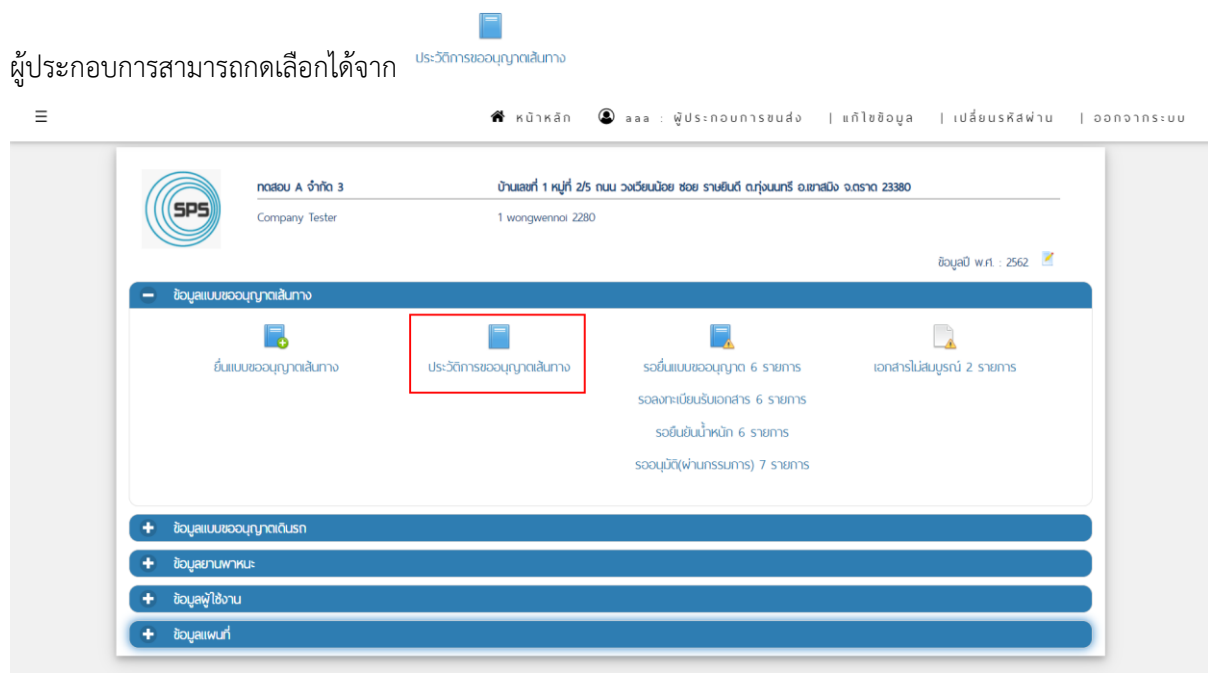 ประวัติการขออนุญาตเส้นทาง
ผู้ประกอบการสามารถกดเลือกได้จาก
☰ หน้าหลัก aaa : ผู้ประกอบการขนส่ง | แก้ไขข้อมูล | เปลี่ยนรหัสผ่าน | ออกจากระบบ
SPS
ทดสอบ A จำกัด 3 บ้านเลขที่ 1 หมู่ที่ 2/5 ถนน วงเวียนน้อย ซอย ราษยินดี ต.ทุ่งนนทรี อ.เขาสมิง จ.ตราด 23380
Company Tester 1 wongwennoi 2280
ข้อมูลปี พ.ศ. : 2562
ข้อมูลแบบขออนุญาตเส้นทาง
ยื่นแบบขออนุญาตเส้นทาง ประวัติการขออนุญาตเส้นทาง รอยื่นแบบขออนุญาต 6 รายการ เอกสารไม่สมบูรณ์ 2 รายการ
รอลงทะเบียนรับเอกสาร 6 รายการ
รอยืนยันน้ำหนัก 6 รายการ
รออนุมัติ(ผ่านกรรมการ) 7 รายการ
ข้อมูลแบบขออนุญาตเดินรถ
ข้อมูลยานพาหนะ
ข้อมูลผู้ใช้งาน
ข้อมูลแผนที่